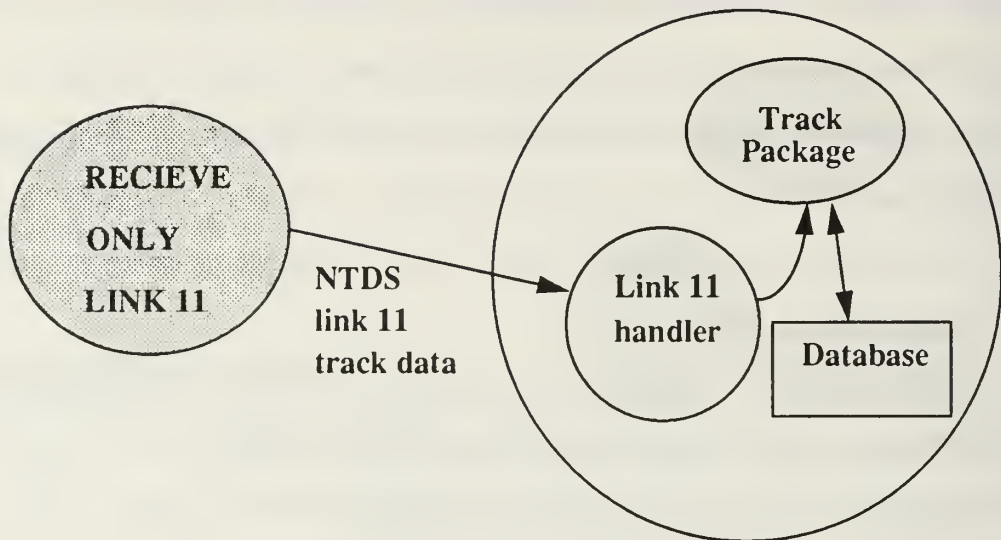 RECIEVE
ONLY
LINK 11
NTDS
link 11
track data
Track
Package
Link 11
handler
Database